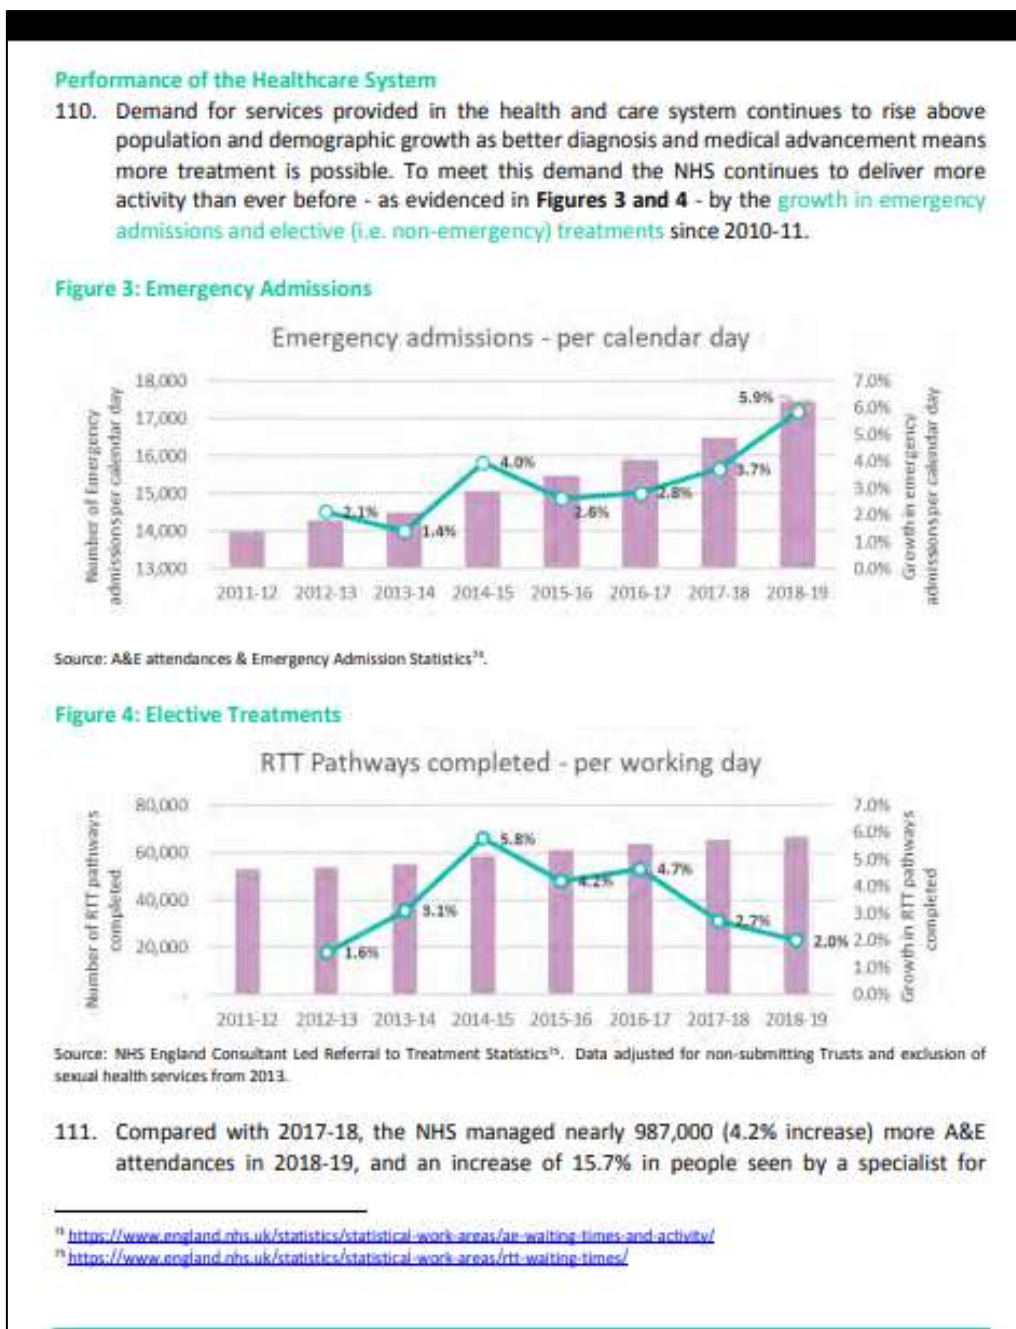 Performance of the Healthcare System
110. Demand for services provided in the health and care system continues to rise above
population and demographic growth as better diagnosis and medical advancement means
more treatment is possible. To meet this demand the NHS continues to deliver more
activity than ever before - as evidenced in Figures 3 and 4 - by the growth in emergency
admissions and elective (i.e. non-emergency) treatments since 2010-11.
Figure 3: Emergency Admissions
Emergency admissions - per calendar day
Number of Emergency
admissionsper calendar day
18,000
17,000
16,000
15,000
14,000
13,000
2.1%
1.4%
4.0%
2.6%
2.8%
3.7%
5.9%
7.0%
6.0%
5.0%
4.0%
3.0%
2.0%
1.0%
0.0%
Growth in emergency
admissionsper calendar day
2011-12 2012-13 2013-14 2014-15 2015-16 2016-17 2017-18 2018-19
Source: A&E attendances & Emergency Admission Statistics⁷⁴.
Figure 4: Elective Treatments
RTT Pathways completed - per working day
Number of RTT pathways
completed
80,000
60,000
40,000
20,000
-
1.6%
3.1%
5.8%
4.2%
4.7%
2.7%
2.0%
7.0%
6.0%
5.0%
4.0%
3.0%
2.0%
1.0%
0.0%
Growth in RTT pathways
completed
2011-12 2012-13 2013-14 2014-15 2015-16 2016-17 2017-18 2018-19
Source: NHS England Consultant Led Referral to Treatment Statistics⁷⁵. Data adjusted for non-submitting Trusts and exclusion of
sexual health services from 2013.
111. Compared with 2017-18, the NHS managed nearly 987,000 (4.2% increase) more A&E
attendances in 2018-19, and an increase of 15.7% in people seen by a specialist for
https://www.england.nhs.uk/statistics/statistical-work-areas/ae-waiting-times-and-activity/
https://www.england.nhs.uk/statistics/statistical-work-areas/rtt-waiting-times/